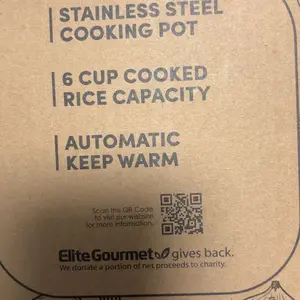 STAINLESS STEEL
COOKING POT
6 CUP COOKED
RICE CAPACITY
AUTOMATIC
KEEP WARM
Scan the QR Code
to visit our website
for more information.
Elite Gourmet gives back.
We donate a portion of net proceeds to charity.